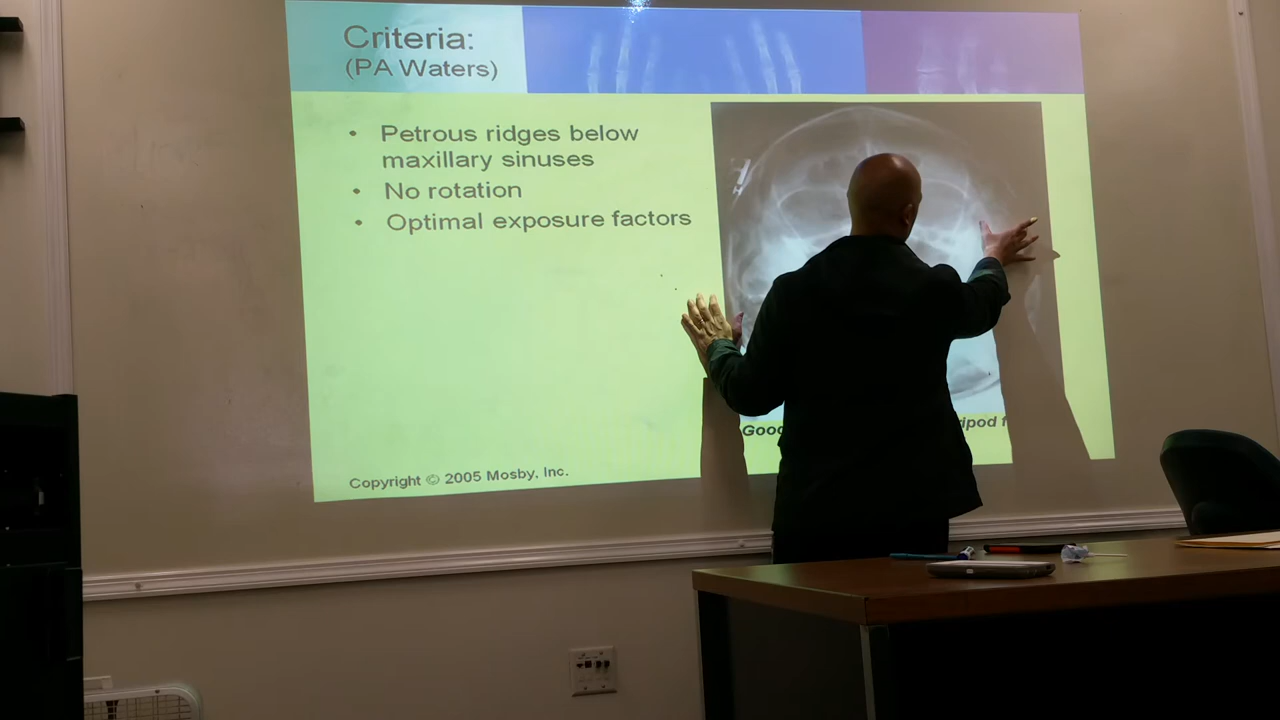 Criteria:
(PA Waters)
• Petrous ridges below
maxillary sinuses
• No rotation
• Optimal exposure factors
Copyright © 2005 Mosby, Inc.